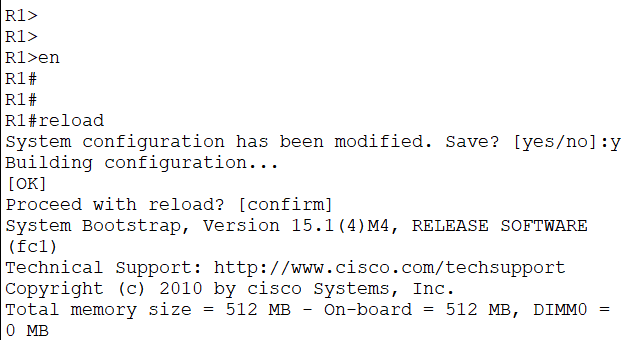 R1>
R1>
R1>en
R1#
R1#
R1#reload
System configuration has been modified. Save? [yes/no]:y
Building configuration...
[OK]
Proceed with reload? [confirm]
System Bootstrap, Version 15.1(4)M4, RELEASE SOFTWARE
(fc1)
Technical Support: http://www.cisco.com/techsupport
Copyright (c) 2010 by cisco Systems, Inc.
Total memory size = 512 MB - On-board = 512 MB, DIMM0 =
0 MB